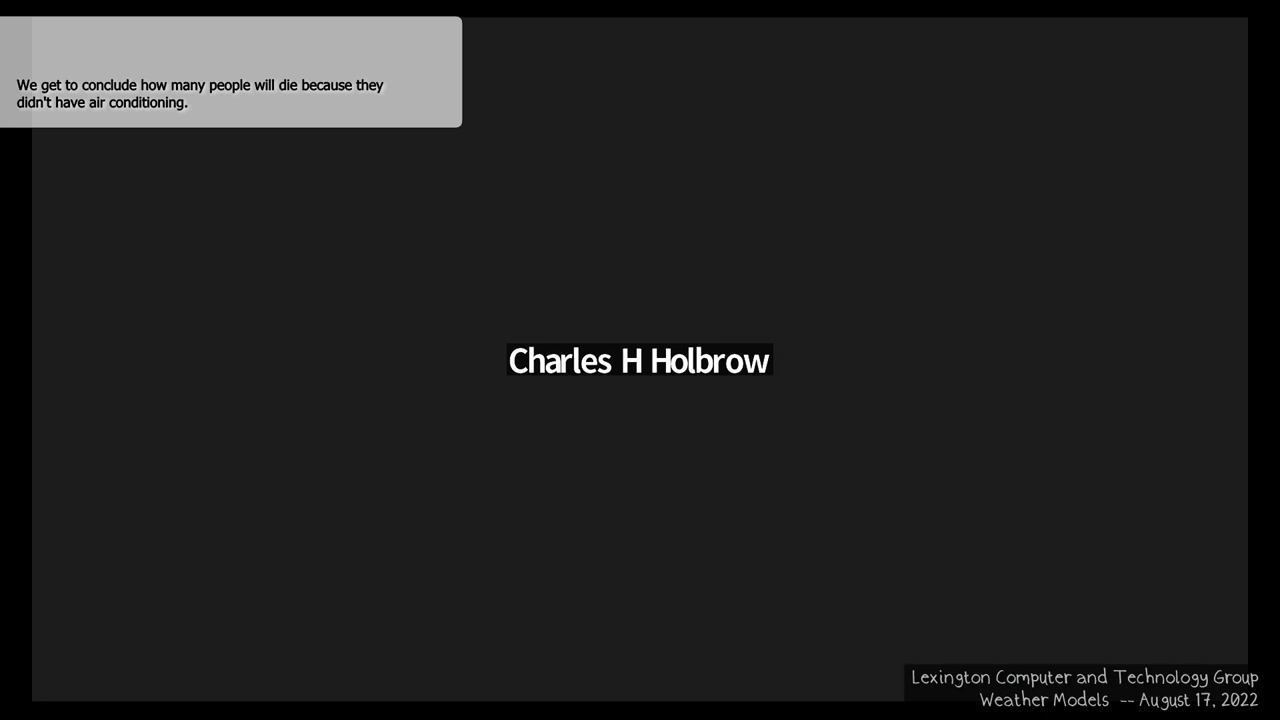 We get to conclude how many people will die because they
didn't have air conditioning.
Charles H Holbrow
Lexington Computer and Technology Group
Weather Models -- August 17, 2022